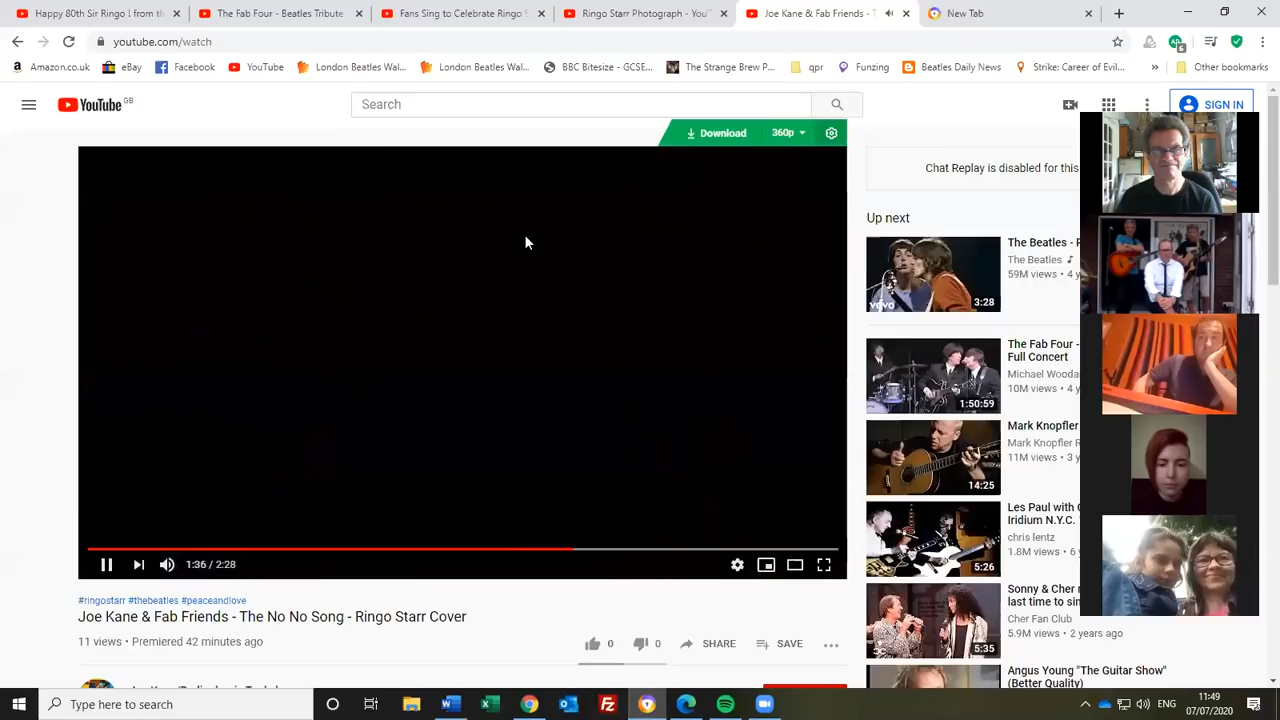 Happy 80th Sir Ringo ! from th
The Fab Four - Beatles Tribute
Fans Sing to Celebrate Ringo S
Ringo Starr Photograph - You
Joe Kane & Fab Friends - T
New Tab
youtube.com/watch
6
Amazon.co.uk
eBay
Facebook
YouTube
London Beatles Wal...
London Beatles Wal...
BBC Bitesize - GCSE...
The Strange Brew P...
qpr
Funzing
Beatles Daily News
Strike: Career of Evil...
»
Other bookmarks
YouTube GB
Search
SIGN IN
Download
360p
Chat Replay is disabled for this
Up next
The Beatles - R
The Beatles
59M views • 4 y
vevo
3:28
The Fab Four -
Full Concert
Michael Wooda
10M views • 4 y
1:50:59
Mark Knopfler
Mark Knopfler R
11M views • 3 y
14:25
Les Paul with
Iridium N.Y.C.
chris lentz
1.8M views • 6 y
5:26
Sonny & Cher
last time to sin
Cher Fan Club
5.9M views • 2 years ago
5:35
Angus Young "The Guitar Show"
(Better Quality)
1:36 / 2:28
#ringostarr #thebeatles #peaceandlove
Joe Kane & Fab Friends - The No No Song - Ringo Starr Cover
11 views • Premiered 42 minutes ago
0
0
SHARE
SAVE
Type here to search
ENG
11:49
07/07/2020